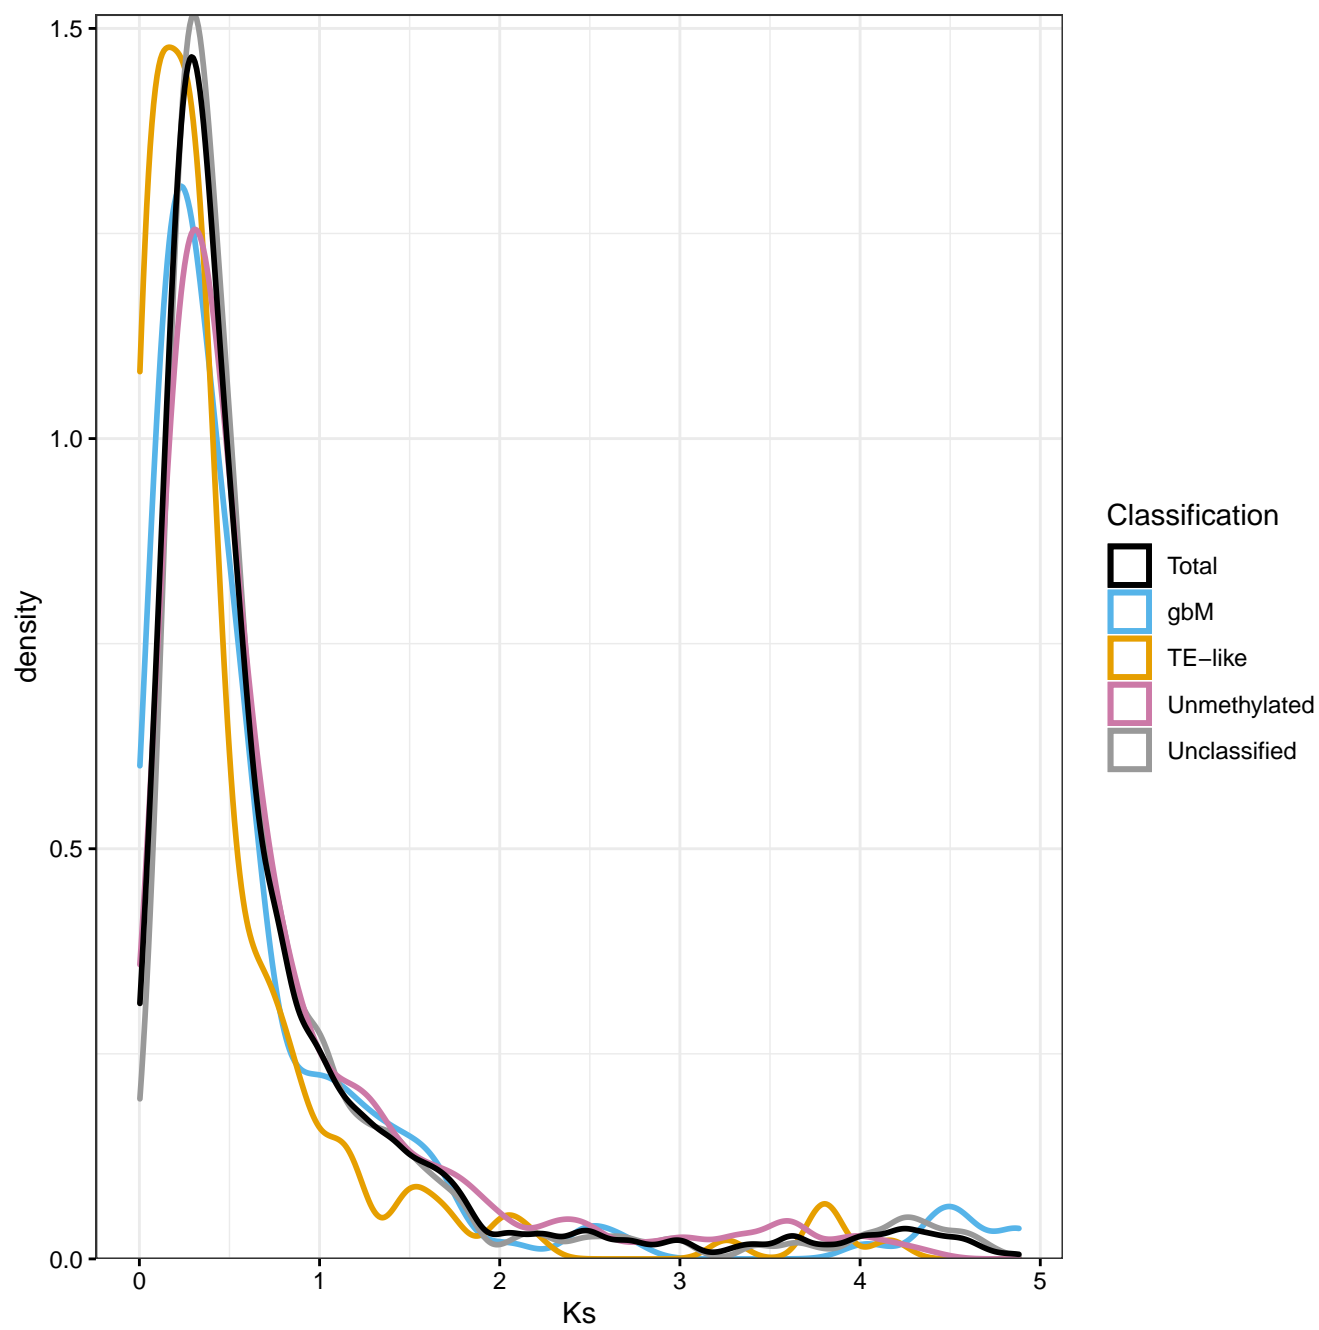 1.5
1.0
0.5
0.0
density
0
1
2
3
4
5
Ks
Classification
Total
gbM
TE−like
Unmethylated
Unclassified